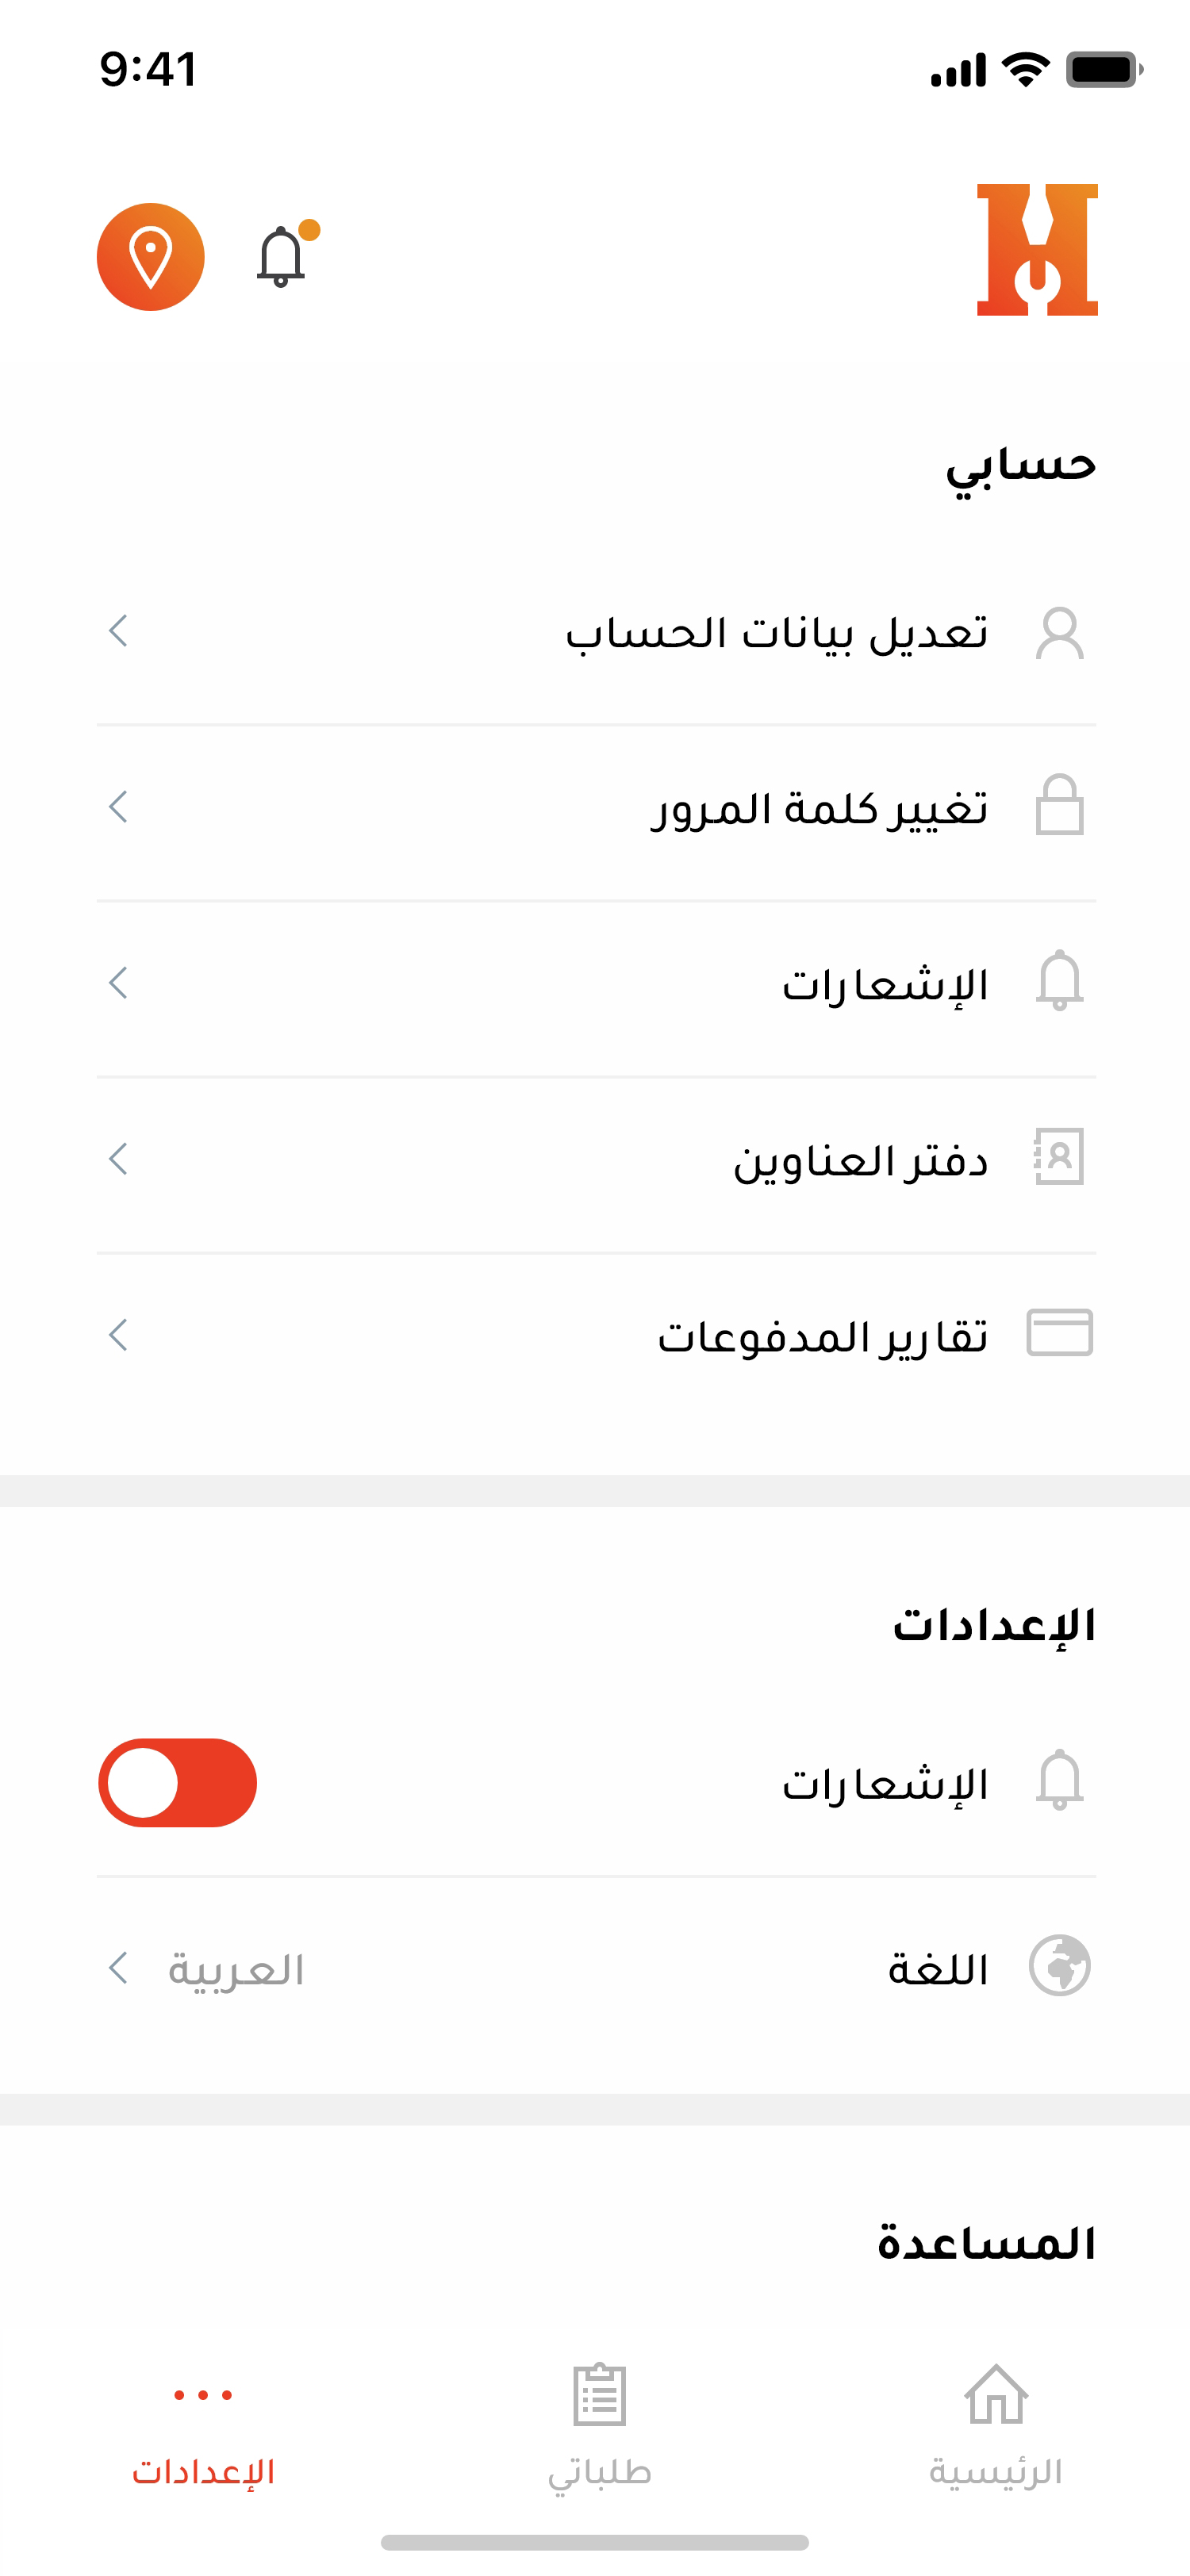 9:41
حسابي
تعديل بيانات الحساب
تغيير كلمة المرور
الإشعارات
دفتر العناوين
تقارير المدفوعات
الإعدادات
الإشعارات
اللغة العربية
المساعدة
الرئيسية طلباتي الإعدادات